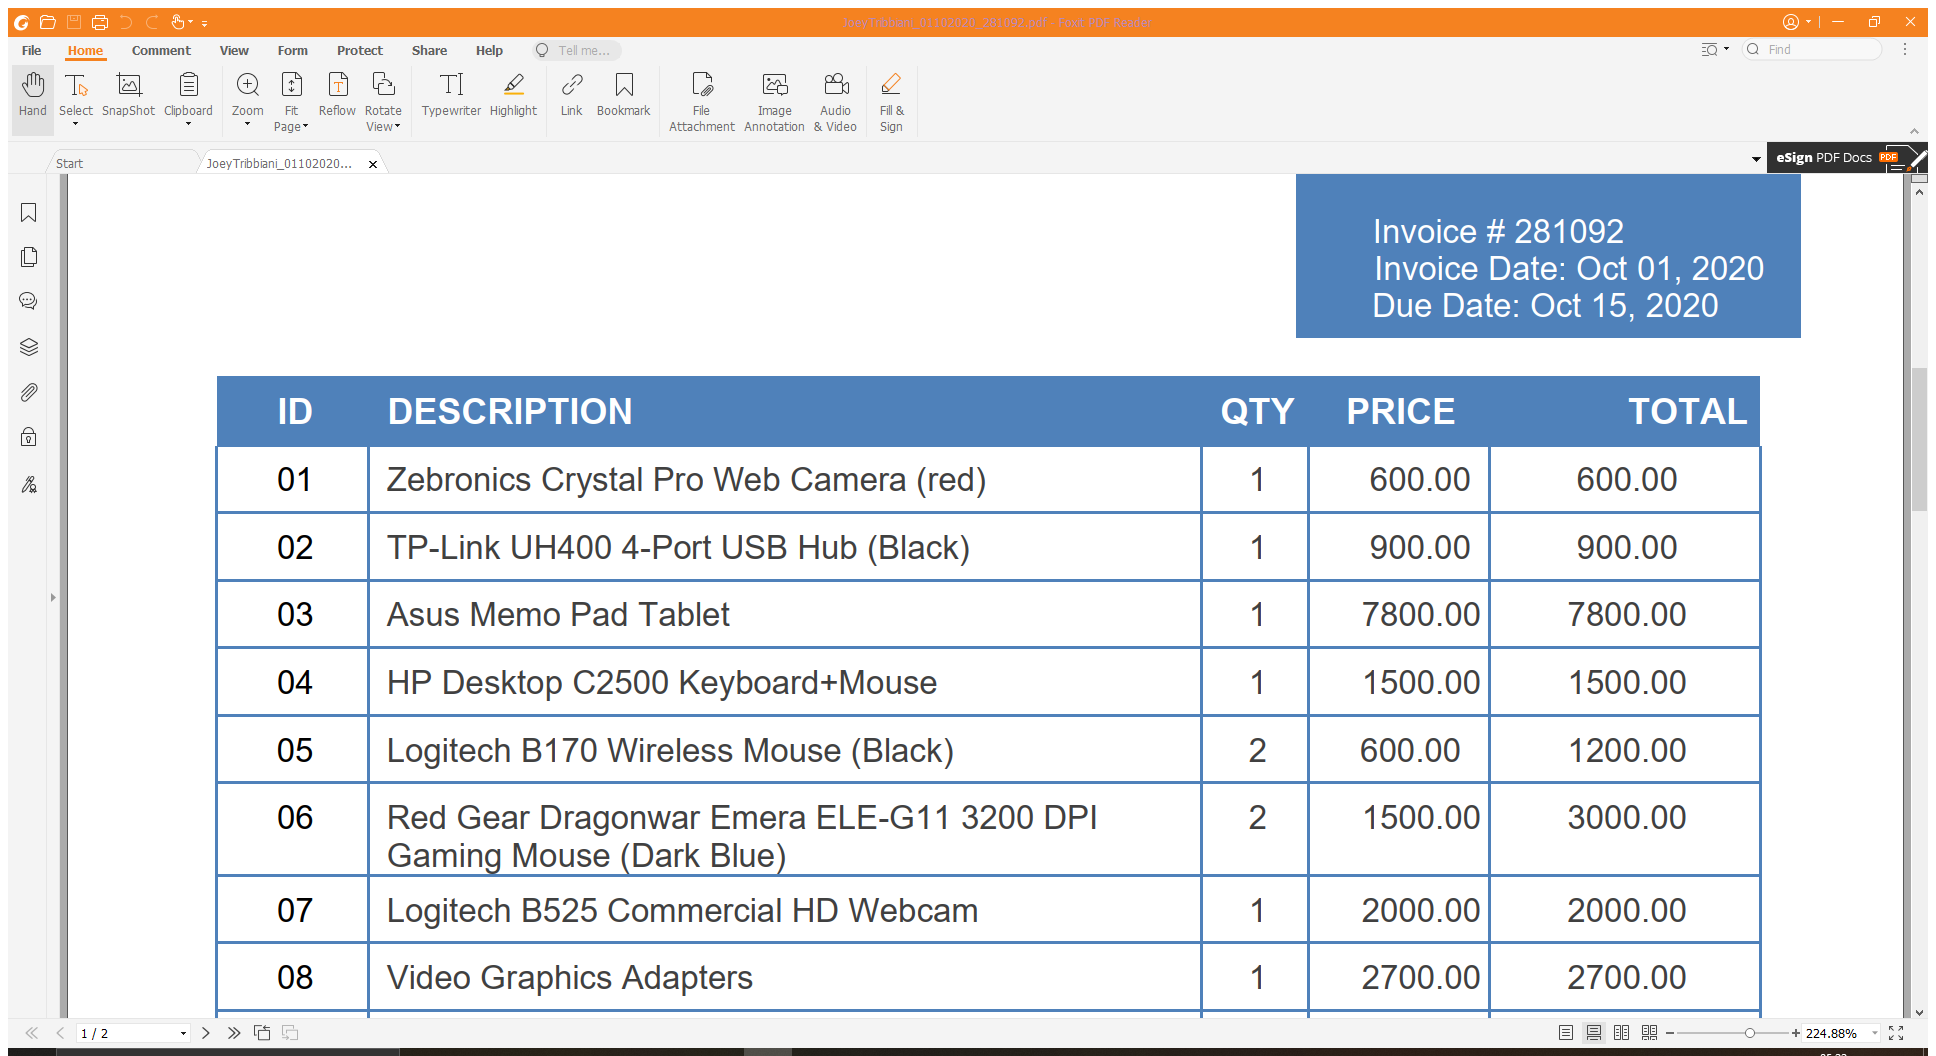 JoeyTribbiani_01102020_281092.pdf - Foxit PDF Reader
File Home Comment View Form Protect Share Help Tell me... Find
Hand Select SnapShot Clipboard Zoom Fit Page Reflow Rotate View Typewriter Highlight Link Bookmark File Attachment Image Annotation Audio & Video Fill & Sign
Start JoeyTribbiani_01102020... eSign PDF Docs PDF
Invoice # 281092
Invoice Date: Oct 01, 2020
Due Date: Oct 15, 2020
ID DESCRIPTION QTY PRICE TOTAL
01 Zebronics Crystal Pro Web Camera (red) 1 600.00 600.00
02 TP-Link UH400 4-Port USB Hub (Black) 1 900.00 900.00
03 Asus Memo Pad Tablet 1 7800.00 7800.00
04 HP Desktop C2500 Keyboard+Mouse 1 1500.00 1500.00
05 Logitech B170 Wireless Mouse (Black) 2 600.00 1200.00
06 Red Gear Dragonwar Emera ELE-G11 3200 DPI 2 1500.00 3000.00
Gaming Mouse (Dark Blue)
07 Logitech B525 Commercial HD Webcam 1 2000.00 2000.00
08 Video Graphics Adapters 1 2700.00 2700.00
1 / 2 224.88%